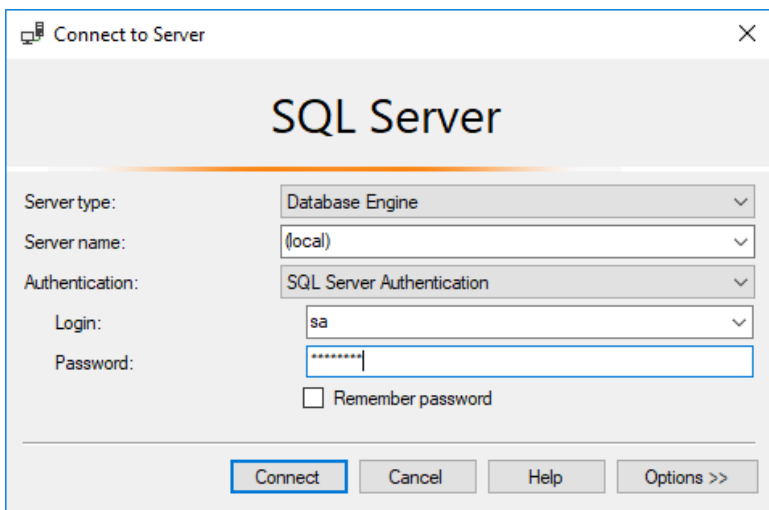 Connect to Server
SQL Server
Server type: Database Engine
Server name: (local)
Authentication: SQL Server Authentication
Login: sa
Password: ********
Remember password
Connect Cancel Help Options >>